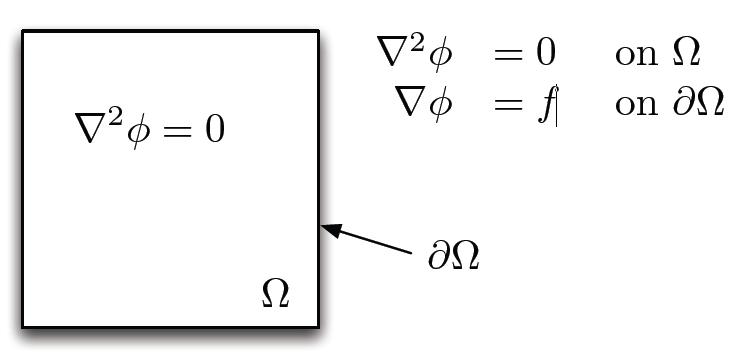 ∇²ϕ = 0 on Ω
∇ϕ = f on ∂Ω
∇²ϕ = 0
∂Ω
Ω